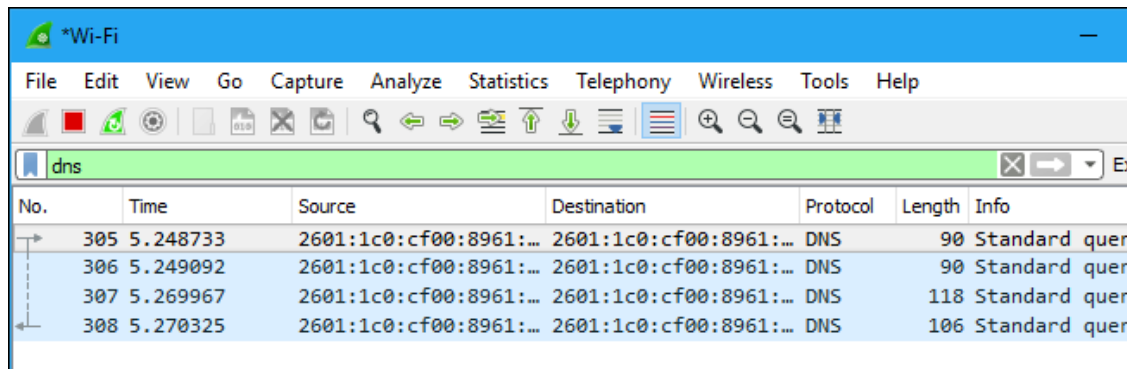 *Wi-Fi
File Edit View Go Capture Analyze Statistics Telephony Wireless Tools Help
dns
No. Time Source Destination Protocol Length Info
305 5.248733 2601:1c0:cf00:8961:… 2601:1c0:cf00:8961:… DNS 90 Standard quer
306 5.249092 2601:1c0:cf00:8961:… 2601:1c0:cf00:8961:… DNS 90 Standard quer
307 5.269967 2601:1c0:cf00:8961:… 2601:1c0:cf00:8961:… DNS 118 Standard quer
308 5.270325 2601:1c0:cf00:8961:… 2601:1c0:cf00:8961:… DNS 106 Standard quer